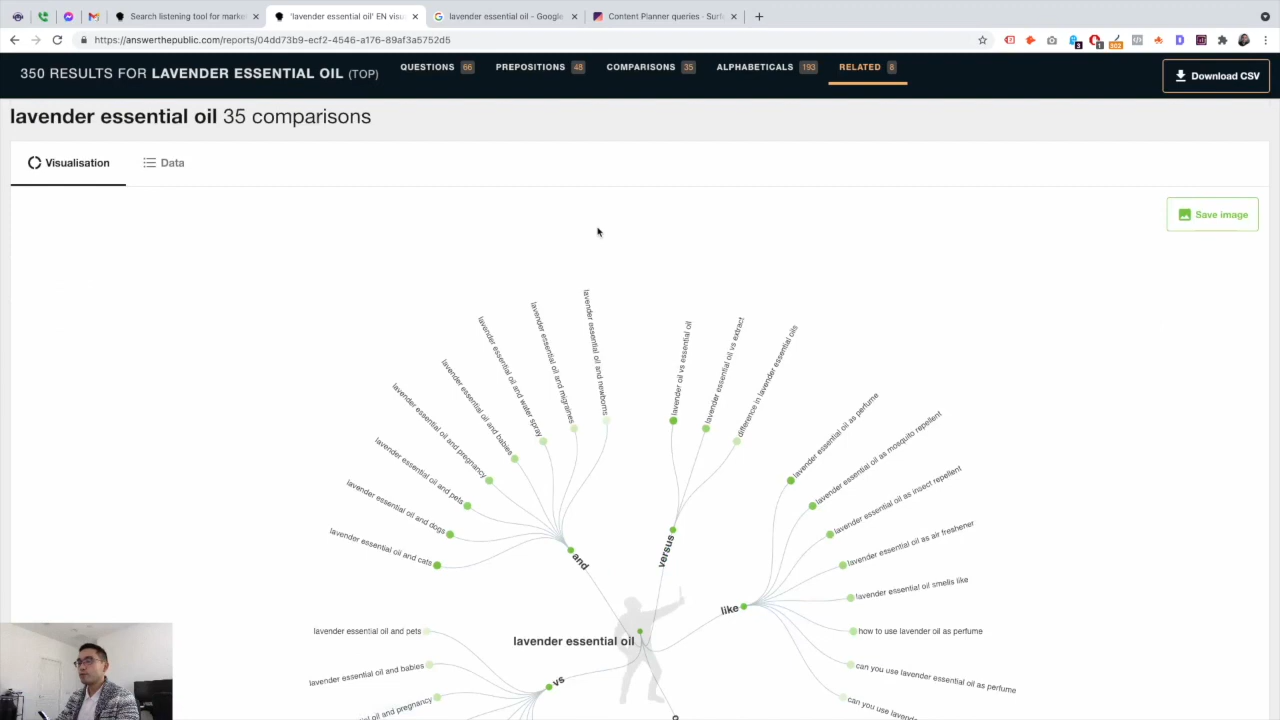 Search listening tool for marke
'lavender essential oil' EN visu
lavender essential oil - Google
Content Planner queries - Surf
https://answerthepublic.com/reports/04dd73b9-ecf2-4546-a176-89af3a5752d5
350 RESULTS FOR LAVENDER ESSENTIAL OIL (TOP)
QUESTIONS 66
PREPOSITIONS 48
COMPARISONS 35
ALPHABETICALS 193
RELATED 8
Download CSV
lavender essential oil 35 comparisons
Visualisation
Data
Save image
lavender essential oil and newborns
lavender essential oil and migraines
lavender essential oil and water spray
lavender essential oil and babies
lavender essential oil and pregnancy
lavender essential oil and pets
lavender essential oil and dogs
lavender essential oil and cats
and
lavender oil vs essential oil
lavender essential oil vs extract
difference in lavender essential oils
versus
lavender essential oil as perfume
lavender essential oil as mosquito repellent
lavender essential oil as insect repellent
lavender essential oil as air freshener
lavender essential oil smells like
how to use lavender oil as perfume
can you use lavender essential oil as perfume
can you use lavend
like
lavender essential oil
lavender essential oil and pets
lavender essential oil and babies
al oil and pregnancy
vs